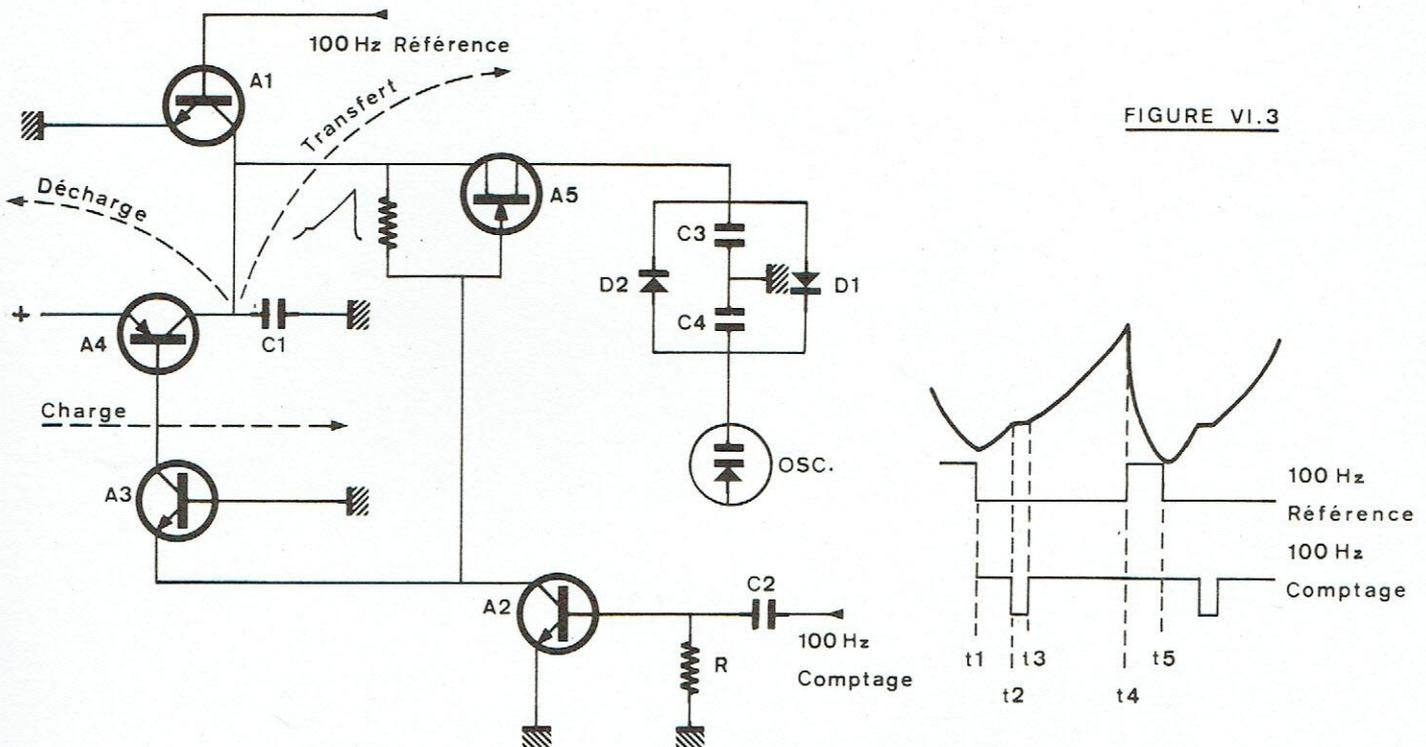 100 Hz Référence
A1
Transfert
FIGURE VI.3
Décharge
A5
C3
D2
D1
+
A4
C1
C4
Charge
OSC.
A3
100 Hz
Référence
100 Hz
Comptage
A2
C2
100 Hz
Comptage
R
t1
t2
t3
t4
t5